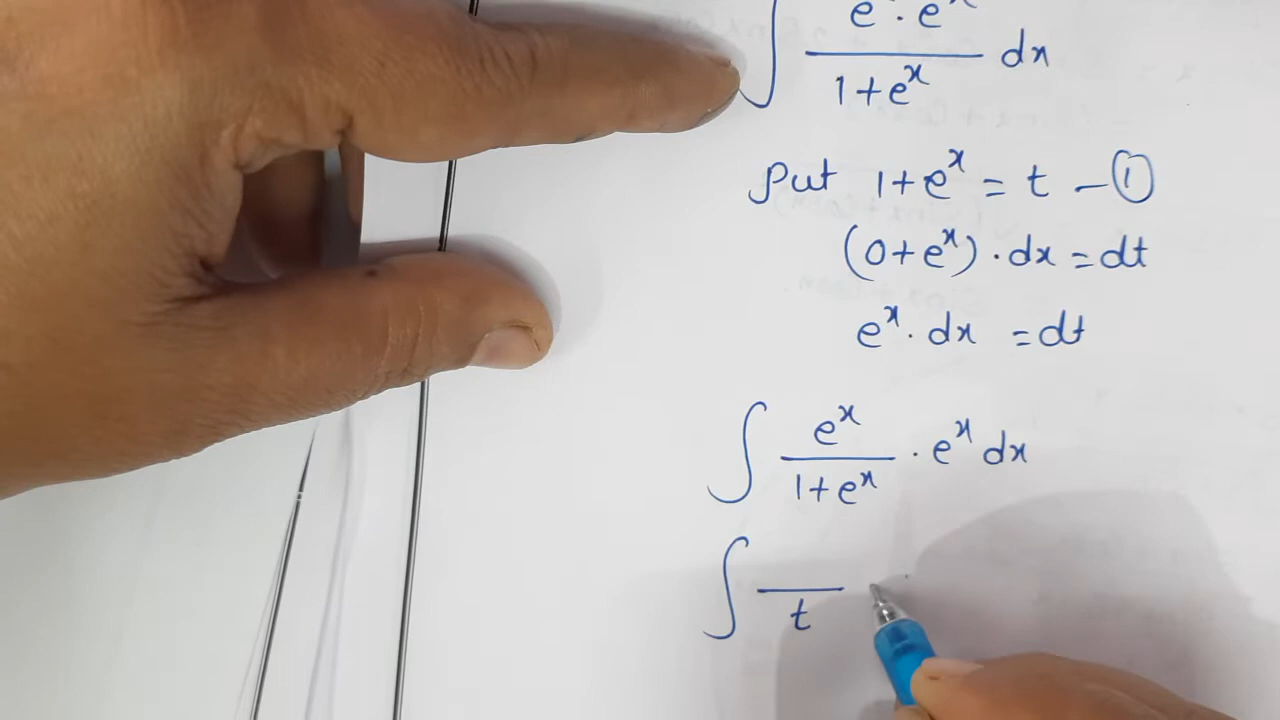 ∫ e^x · e^x / 1+e^x dx
Put 1+e^x = t – ①
(0+e^x) · dx = dt
e^x · dx = dt
∫ e^x / 1+e^x · e^x dx
∫ / t